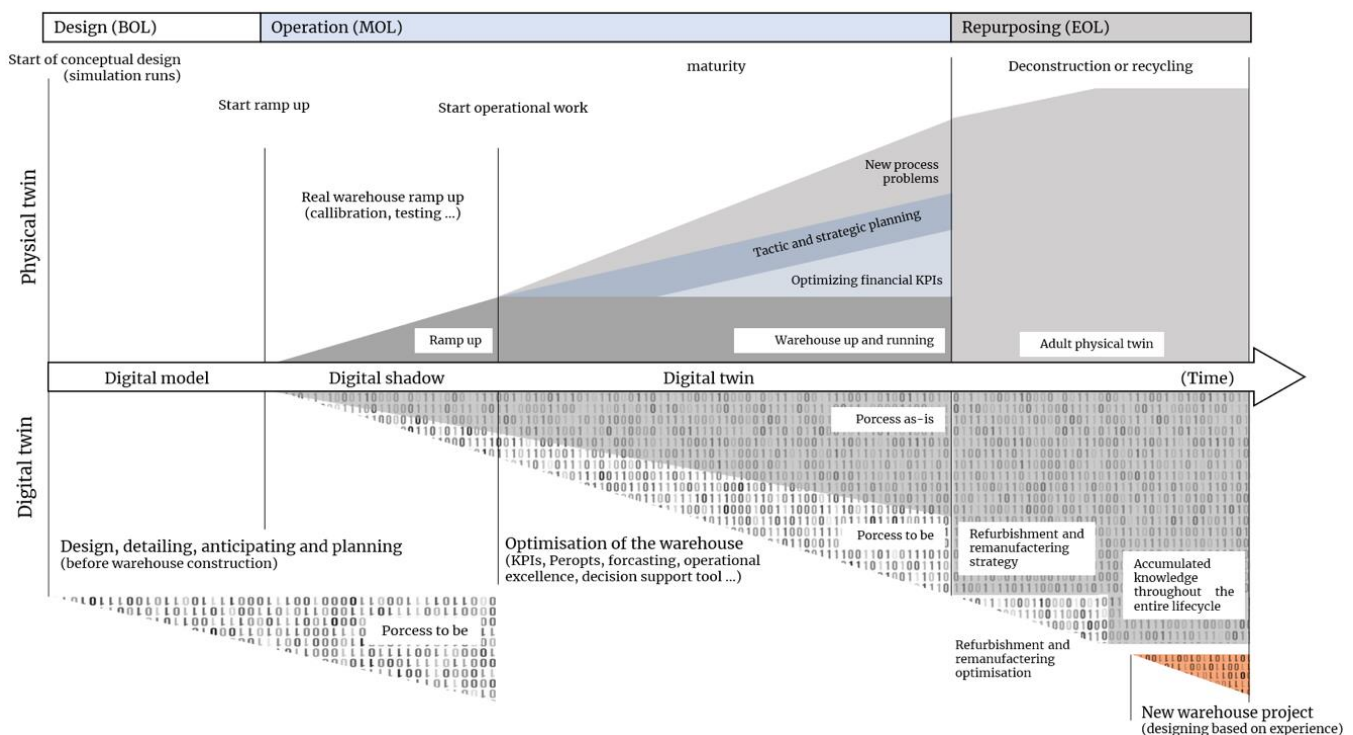 Design (BOL)
Operation (MOL)
Repurposing (EOL)
Start of conceptual design
(simulation runs)
maturity
Deconstruction or recycling
Start ramp up
Start operational work
Physical twin
New process
problems
Real warehouse ramp up
(callibration, testing ...)
Tactic and strategic planning
Optimizing financial KPIs
Ramp up
Warehouse up and running
Adult physical twin
Digital model
Digital shadow
Digital twin
(Time)
Digital twin
Porcess as-is
Design, detailing, anticipating and planning
(before warehouse construction)
Optimisation of the warehouse
(KPIs, Peropts, forcasting, operational
excellence, decision support tool ...)
Porcess to be
Refurbishment and
remanufactering
strategy
Accumulated
knowledge
throughout the
entire lifecycle
Porcess to be
Refurbishment and
remanufactering
optimisation
New warehouse project
(designing based on experience)